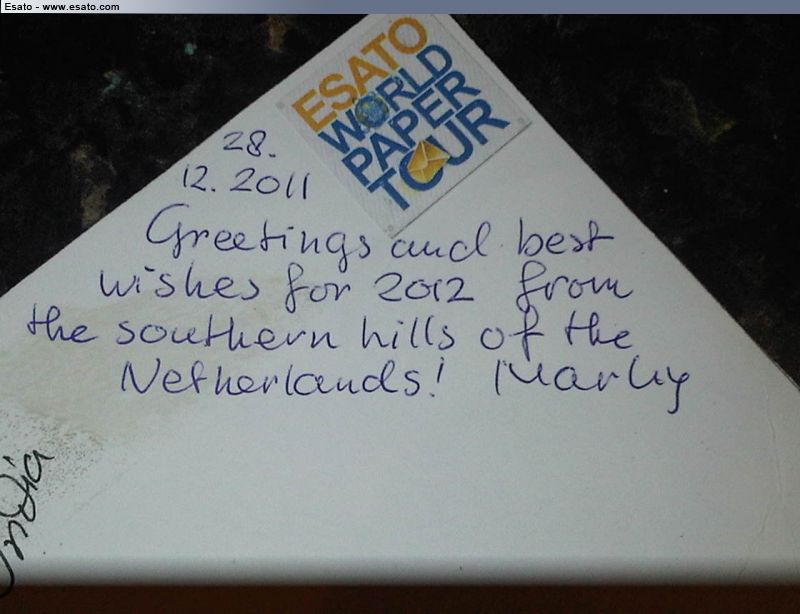 Esato - www.esato.com
ESATO
WORLD
PAPER
TOUR
28.
12.2011
Greetings and best
wishes for 2012 from
the southern hills of the
Netherlands! Marly
India